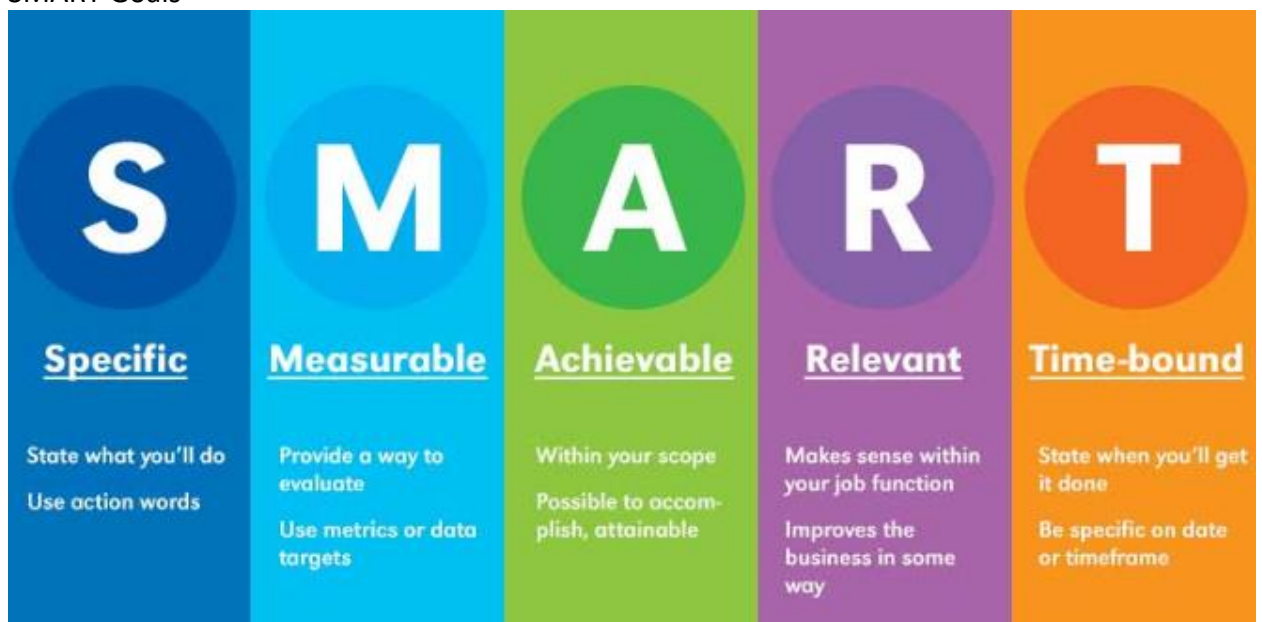 SMART Goals
S
M
A
R
T
Specific
State what you'll do
Use action words
Measurable
Provide a way to
evaluate
Use metrics or data
targets
Achievable
Within your scope
Possible to accom-
plish, attainable
Relevant
Makes sense within
your job function
Improves the
business in some
way
Time-bound
State when you'll get
it done
Be specific on date
or timeframe